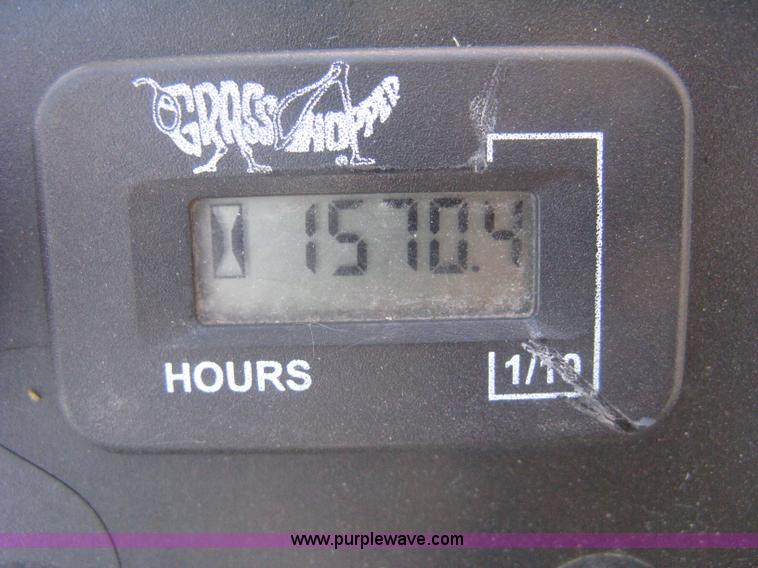 GRASSHOPPER
1570.4
HOURS
1/10
www.purplewave.com